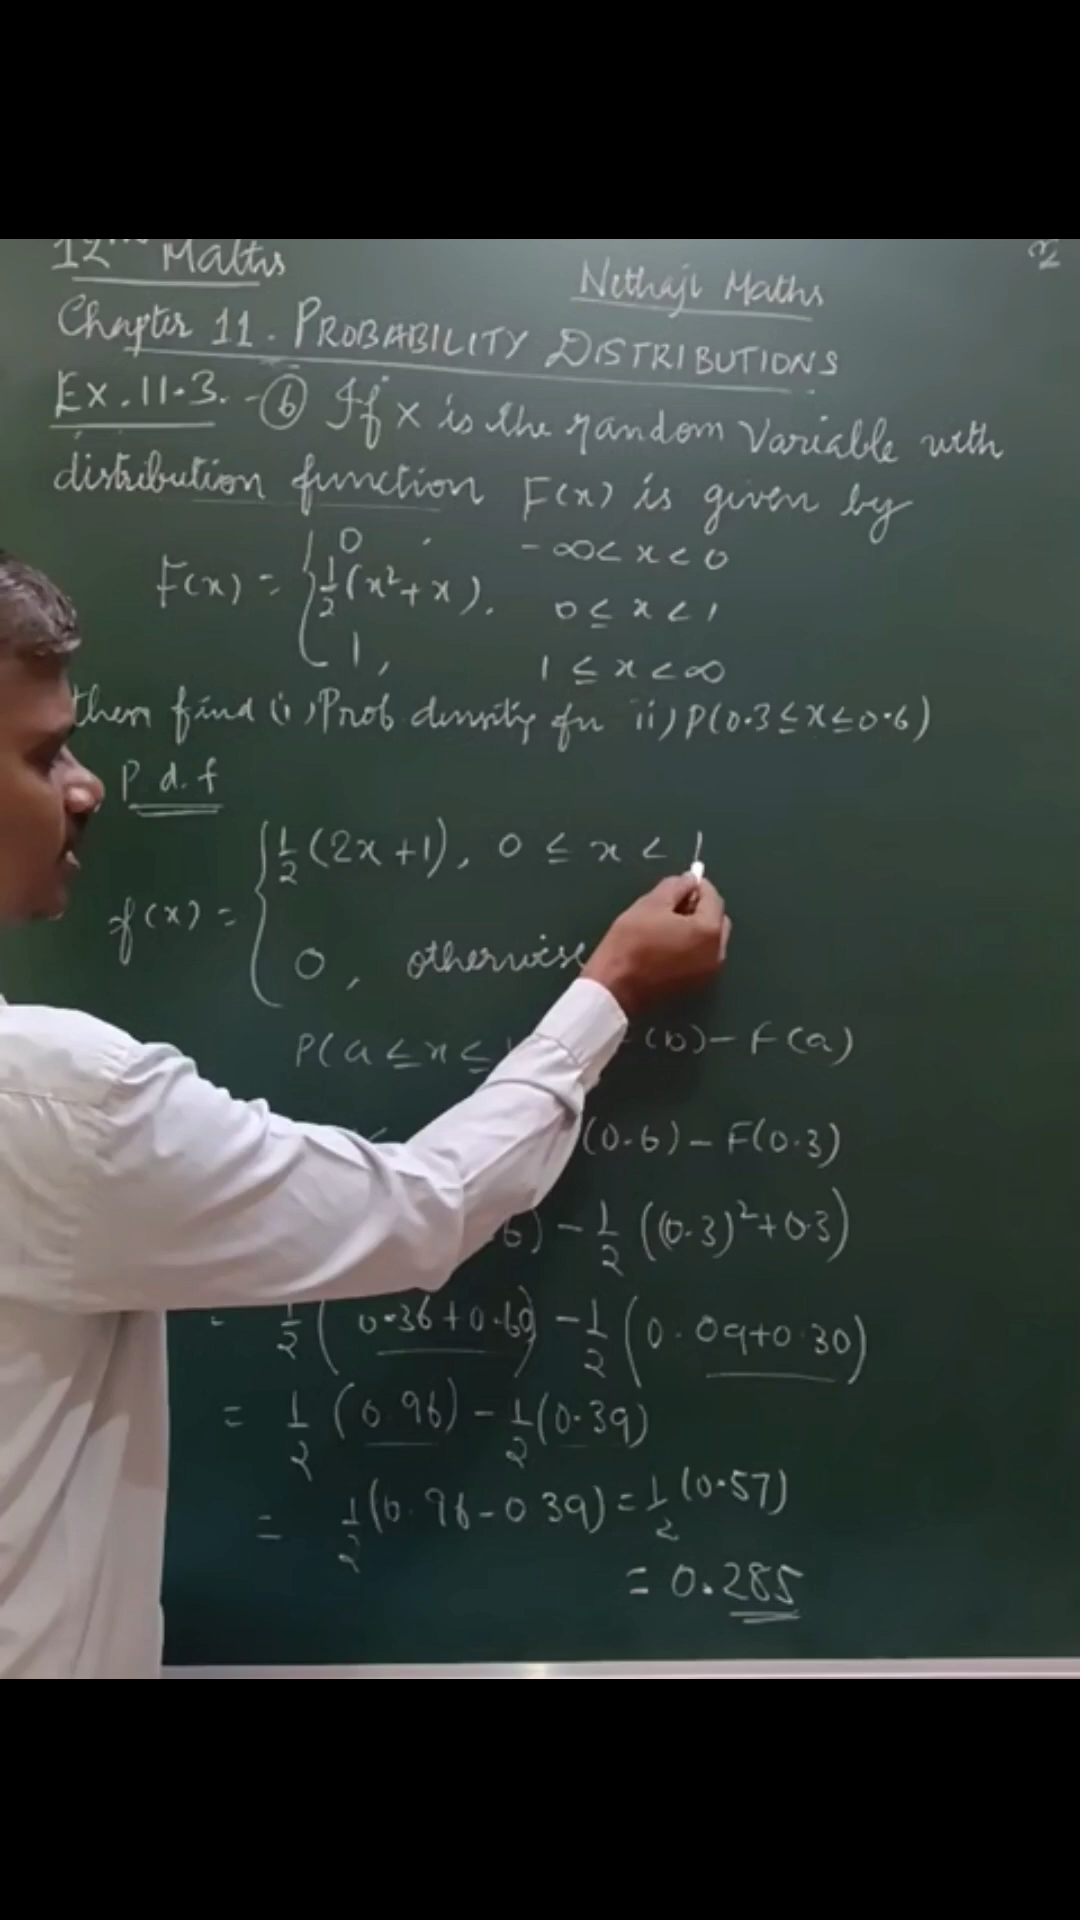 12th Maths
Nethaji Maths
Chapter 11. PROBABILITY DISTRIBUTIONS
Ex.11.3. - ⑥ If X is the random Variable with
distribution function F(x) is given by
F(x) = { 0, -∞ < x < 0
1/2 (x² + x), 0 ≤ x < 1
1, 1 ≤ x < ∞
then find (i) Prob density fn ii) P(0.3 ≤ x ≤ 0.6)
P d.f
f(x) = { 1/2 (2x + 1), 0 ≤ x < 1
0, otherwise
P(a ≤ x ≤ (b) - F(a)
(0.6) - F(0.3)
6) - 1/2 ((0.3)² + 0.3)
= 1/2 (0.36 + 0.60) - 1/2 (0.09 + 0.30)
= 1/2 (0.96) - 1/2 (0.39)
= 1/2 (0.96 - 0.39) = 1/2 (0.57)
= 0.285